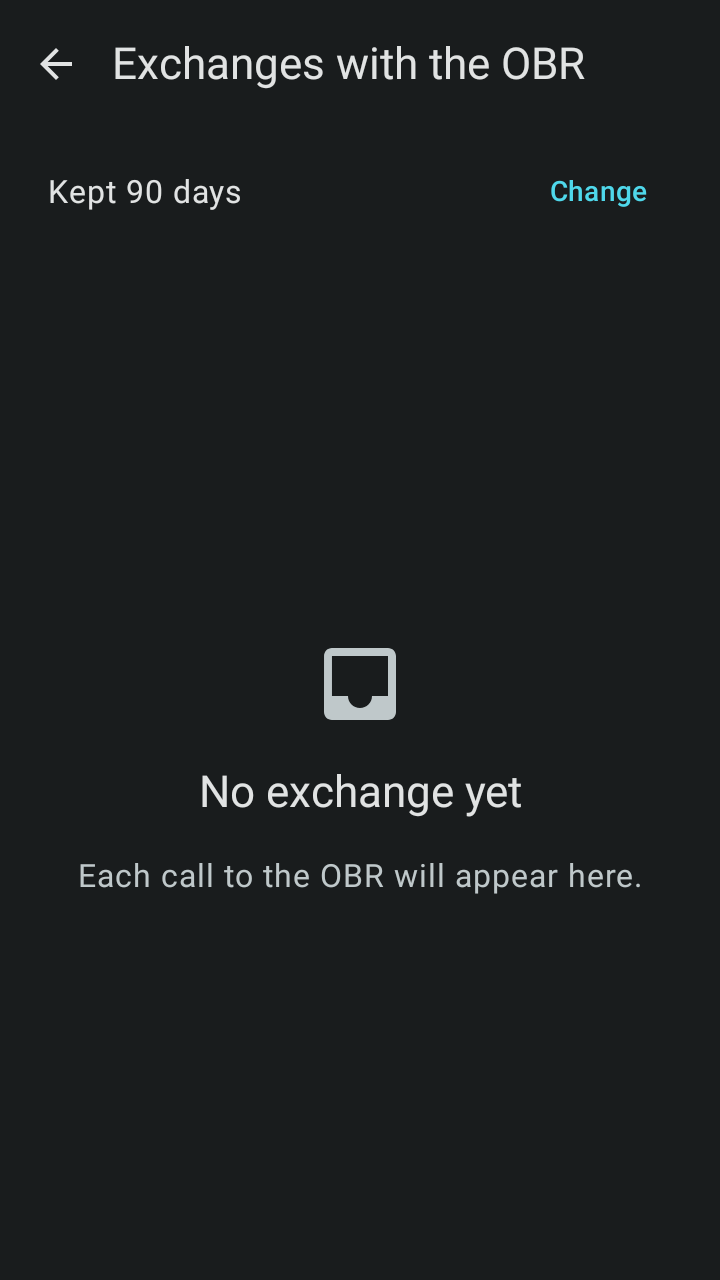 Exchanges with the OBR
Kept 90 days
Change
No exchange yet
Each call to the OBR will appear here.